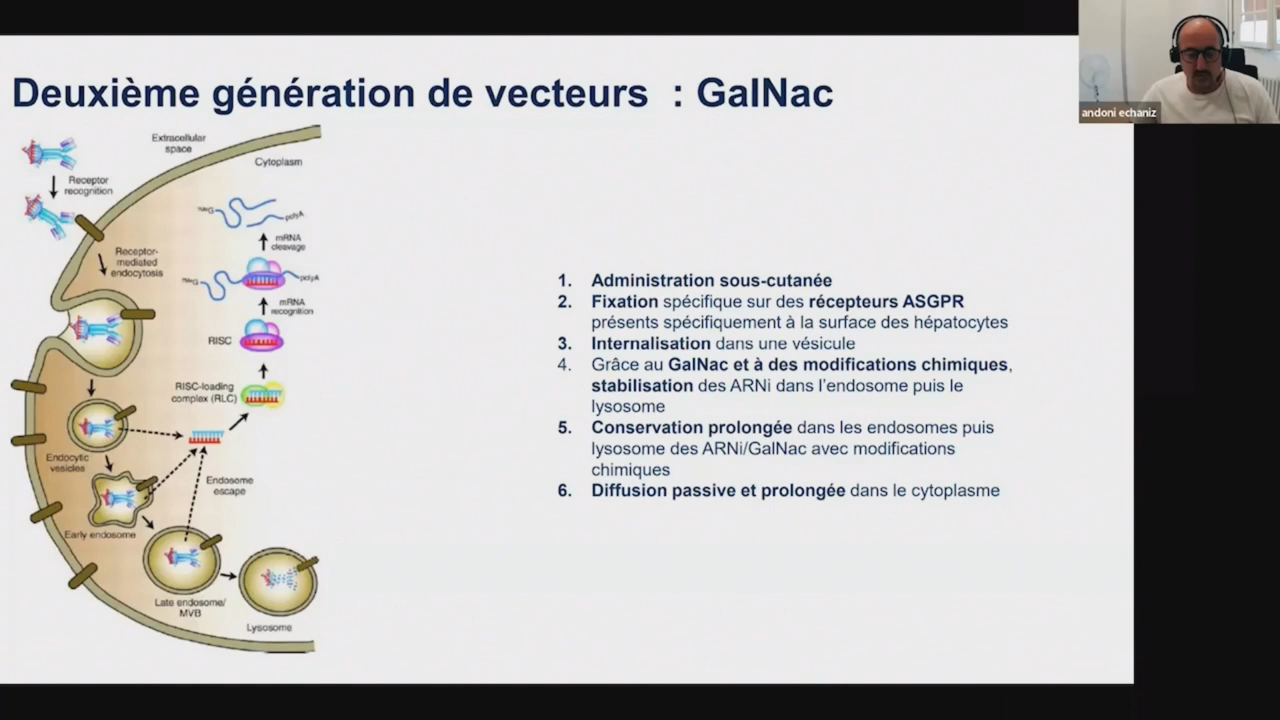 Deuxième génération de vecteurs : GalNac
andoni echaniz
Extracellular
space
Cytoplasm
Receptor
recognition
polyA
mRNA
cleavage
Receptor-
mediated
endocytosis
polyA
mRNA
recognition
RISC
RISC-loading
complex (RLC)
Endocytic
vesicles
Endosome
escape
Early endosome
Late endosome/
MVB
Lysosome
1. Administration sous-cutanée
2. Fixation spécifique sur des récepteurs ASGPR
présents spécifiquement à la surface des hépatocytes
3. Internalisation dans une vésicule
4. Grâce au GalNac et à des modifications chimiques,
stabilisation des ARNi dans l'endosome puis le
lysosome
5. Conservation prolongée dans les endosomes puis
lysosome des ARNi/GalNac avec modifications
chimiques
6. Diffusion passive et prolongée dans le cytoplasme